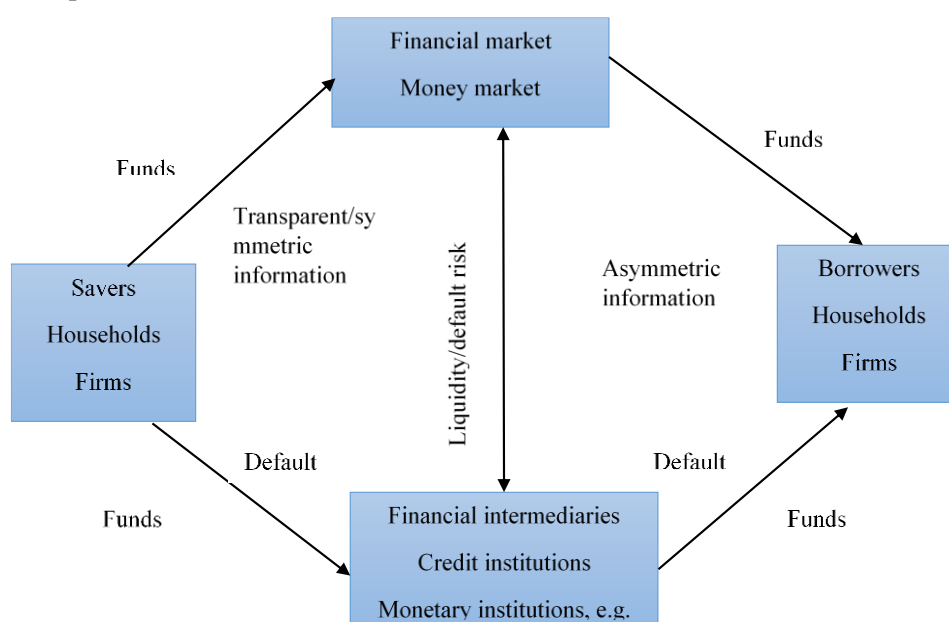 Financial market
Money market
Funds
Funds
Transparent/sy
mmetric
information
Liquidity/default risk
Asymmetric
information
Savers
Households
Firms
Borrowers
Households
Firms
Default
Default
Funds
Funds
Financial intermediaries
Credit institutions
Monetary institutions, e.g.